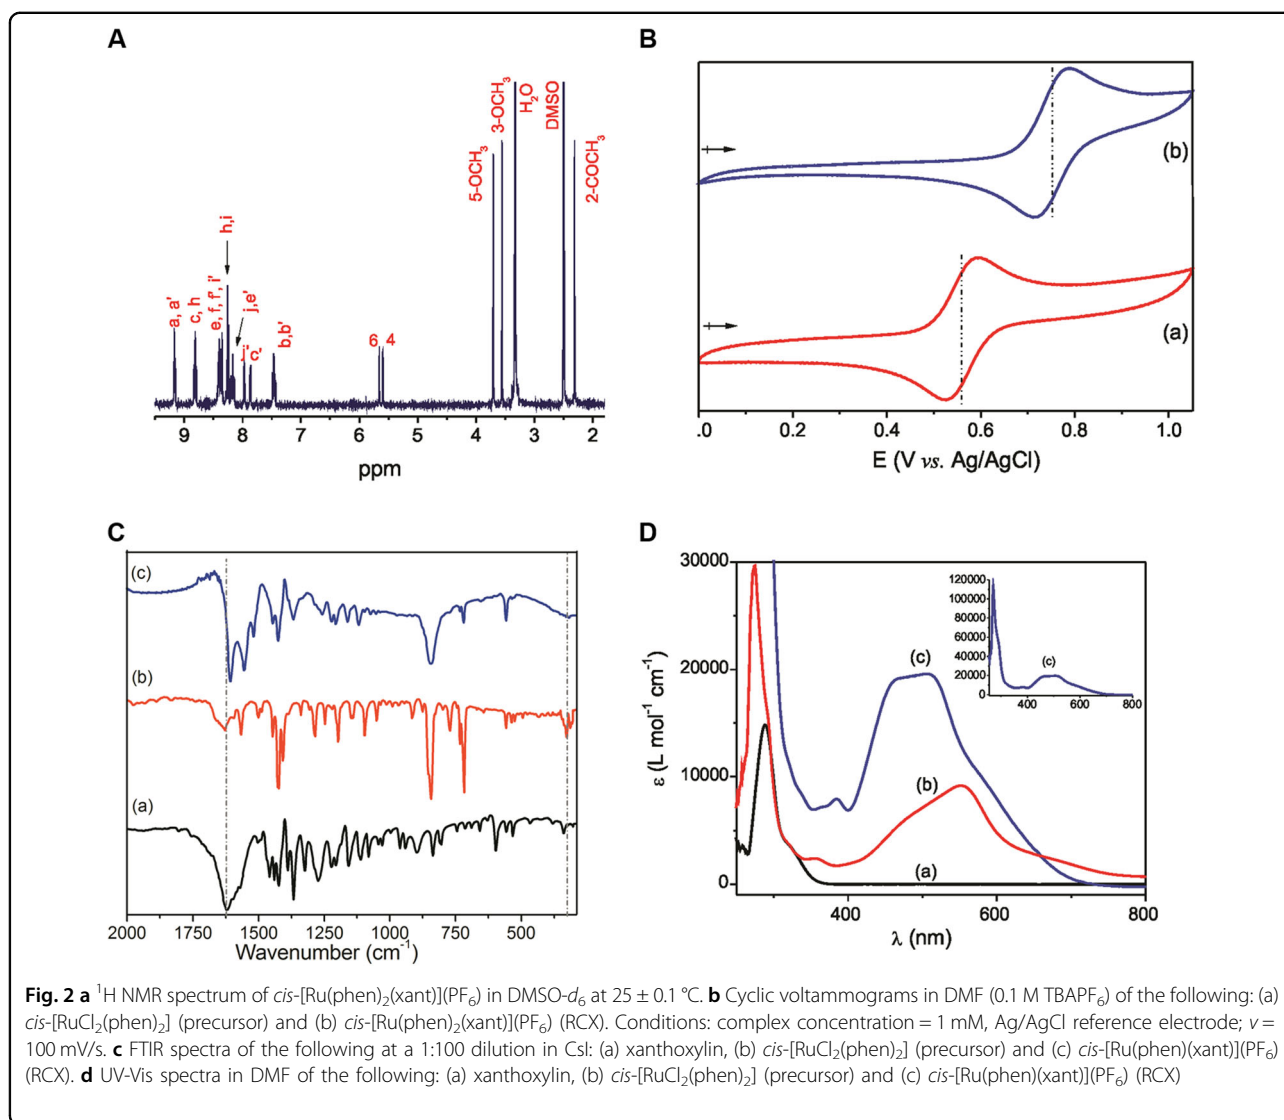 A
5-OCH₃
3-OCH₃
H₂O
DMSO
2-COCH₃
h,i
a, a'
c, h
e, f, f', i'
j,e'
j'
c'
b,b'
6
4
9 8 7 6 5 4 3 2
ppm
B
(b)
(a)
.0 0.2 0.4 0.6 0.8 1.0
E (V vs. Ag/AgCl)
C
(c)
(b)
(a)
2000 1750 1500 1250 1000 750 500
Wavenumber (cm⁻¹)
D
30000
20000
10000
0
ε (L mol⁻¹ cm⁻¹)
(c)
(b)
(a)
400 600 800
λ (nm)
120000
100000
80000
60000
40000
20000
0
(c)
400 600 800
Fig. 2 a ¹H NMR spectrum of cis-[Ru(phen)₂(xant)](PF₆) in DMSO-d₆ at 25 ± 0.1 °C. b Cyclic voltammograms in DMF (0.1 M TBAPF₆) of the following: (a)
cis-[RuCl₂(phen)₂] (precursor) and (b) cis-[Ru(phen)₂(xant)](PF₆) (RCX). Conditions: complex concentration = 1 mM, Ag/AgCl reference electrode; v =
100 mV/s. c FTIR spectra of the following at a 1:100 dilution in CsI: (a) xanthoxylin, (b) cis-[RuCl₂(phen)₂] (precursor) and (c) cis-[Ru(phen)(xant)](PF₆)
(RCX). d UV-Vis spectra in DMF of the following: (a) xanthoxylin, (b) cis-[RuCl₂(phen)₂] (precursor) and (c) cis-[Ru(phen)(xant)](PF₆) (RCX)